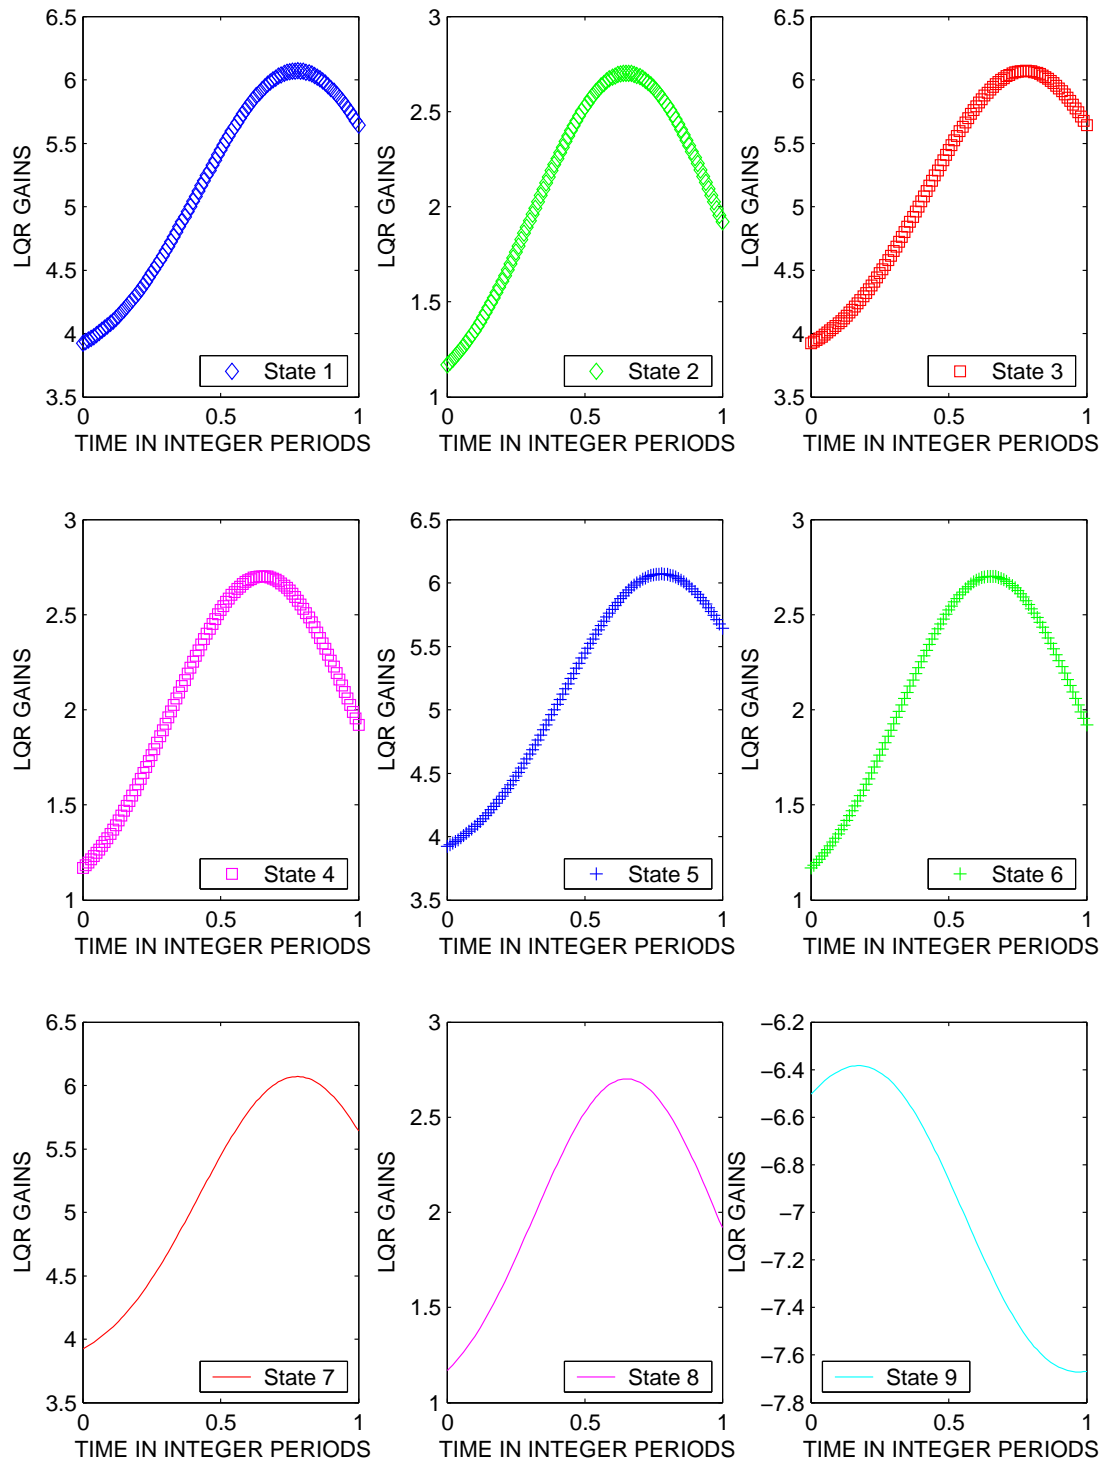 6.5
6
5.5
5
4.5
4
3.5
LQR GAINS
State 1
0 0.5 1
TIME IN INTEGER PERIODS
3
2.5
2
1.5
1
LQR GAINS
State 2
0 0.5 1
TIME IN INTEGER PERIODS
6.5
6
5.5
5
4.5
4
3.5
LQR GAINS
State 3
0 0.5 1
TIME IN INTEGER PERIODS
3
2.5
2
1.5
1
LQR GAINS
State 4
0 0.5 1
TIME IN INTEGER PERIODS
6.5
6
5.5
5
4.5
4
3.5
LQR GAINS
State 5
0 0.5 1
TIME IN INTEGER PERIODS
3
2.5
2
1.5
1
LQR GAINS
State 6
0 0.5 1
TIME IN INTEGER PERIODS
6.5
6
5.5
5
4.5
4
3.5
LQR GAINS
State 7
0 0.5 1
TIME IN INTEGER PERIODS
3
2.5
2
1.5
1
LQR GAINS
State 8
0 0.5 1
TIME IN INTEGER PERIODS
−6.2
−6.4
−6.6
−6.8
−7
−7.2
−7.4
−7.6
−7.8
LQR GAINS
State 9
0 0.5 1
TIME IN INTEGER PERIODS